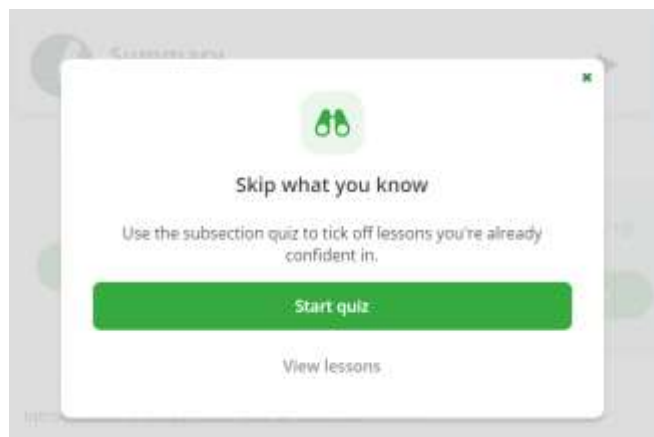 Summary
Skip what you know
Use the subsection quiz to tick off lessons you're already
confident in.
Start quiz
View lessons